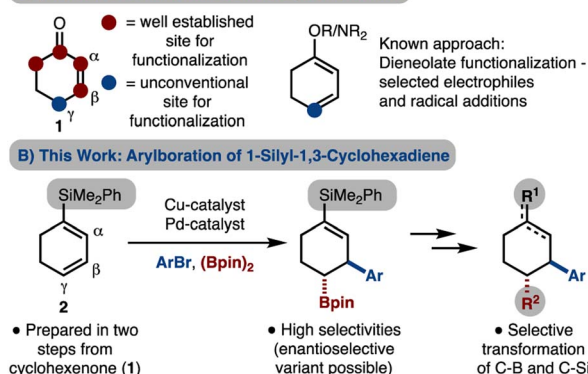 O
= well established
site for
functionalization
α
β
γ
1
= unconventional
site for
functionalization
OR/NR₂
Known approach:
Dieneolate functionalization -
selected electrophiles
and radical additions
B) This Work: Arylboration of 1-Silyl-1,3-Cyclohexadiene
SiMe₂Ph
α
β
γ
2
Cu-catalyst
Pd-catalyst
ArBr, (Bpin)₂
SiMe₂Ph
Ar
Bpin
R¹
Ar
R²
• Prepared in two
steps from
cyclohexenone (1)
• High selectivities
(enantioselective
variant possible)
• Selective
transformation
of C-B and C-Si